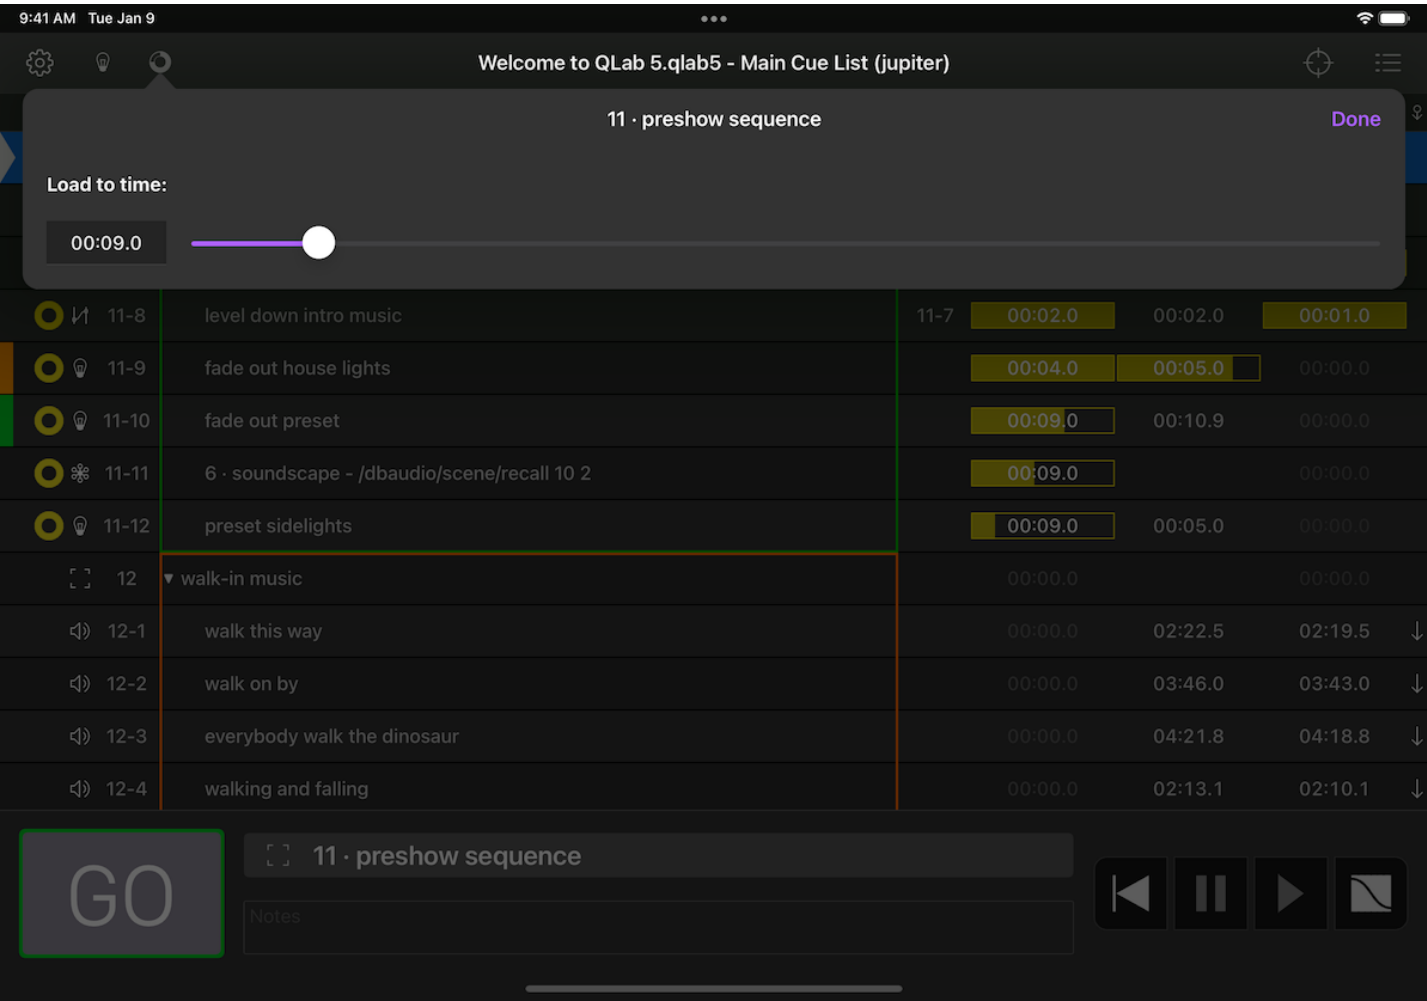 9:41 AM Tue Jan 9
Welcome to QLab 5.qlab5 - Main Cue List (jupiter)
11 · preshow sequence Done
Load to time:
00:09.0
11-8 level down intro music 11-7 00:02.0 00:02.0 00:01.0
11-9 fade out house lights 00:04.0 00:05.0 00:00.0
11-10 fade out preset 00:09.0 00:10.9 00:00.0
11-11 6 · soundscape - /dbaudio/scene/recall 10 2 00:09.0 00:00.0
11-12 preset sidelights 00:09.0 00:05.0 00:00.0
12 walk-in music 00:00.0 00:00.0
12-1 walk this way 00:00.0 02:22.5 02:19.5
12-2 walk on by 00:00.0 03:46.0 03:43.0
12-3 everybody walk the dinosaur 00:00.0 04:21.8 04:18.8
12-4 walking and falling 00:00.0 02:13.1 02:10.1
GO
11 · preshow sequence
Notes